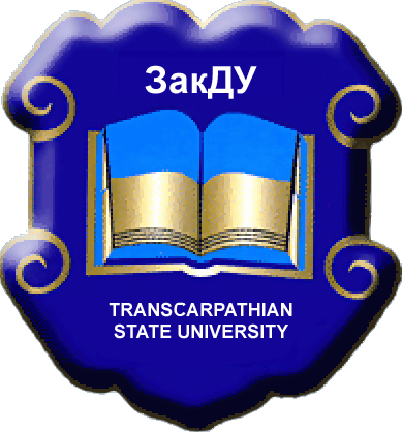 ЗакДУ
TRANSCARPATHIAN
STATE UNIVERSITY